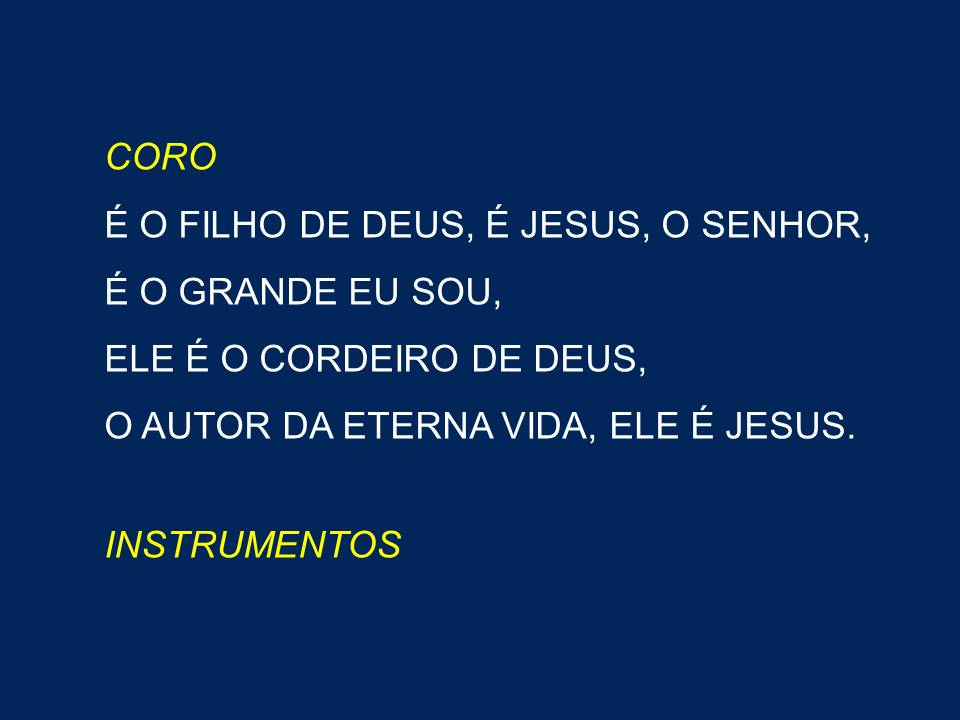 CORO
É O FILHO DE DEUS, É JESUS, O SENHOR,
É O GRANDE EU SOU,
ELE É O CORDEIRO DE DEUS,
O AUTOR DA ETERNA VIDA, ELE É JESUS.
INSTRUMENTOS